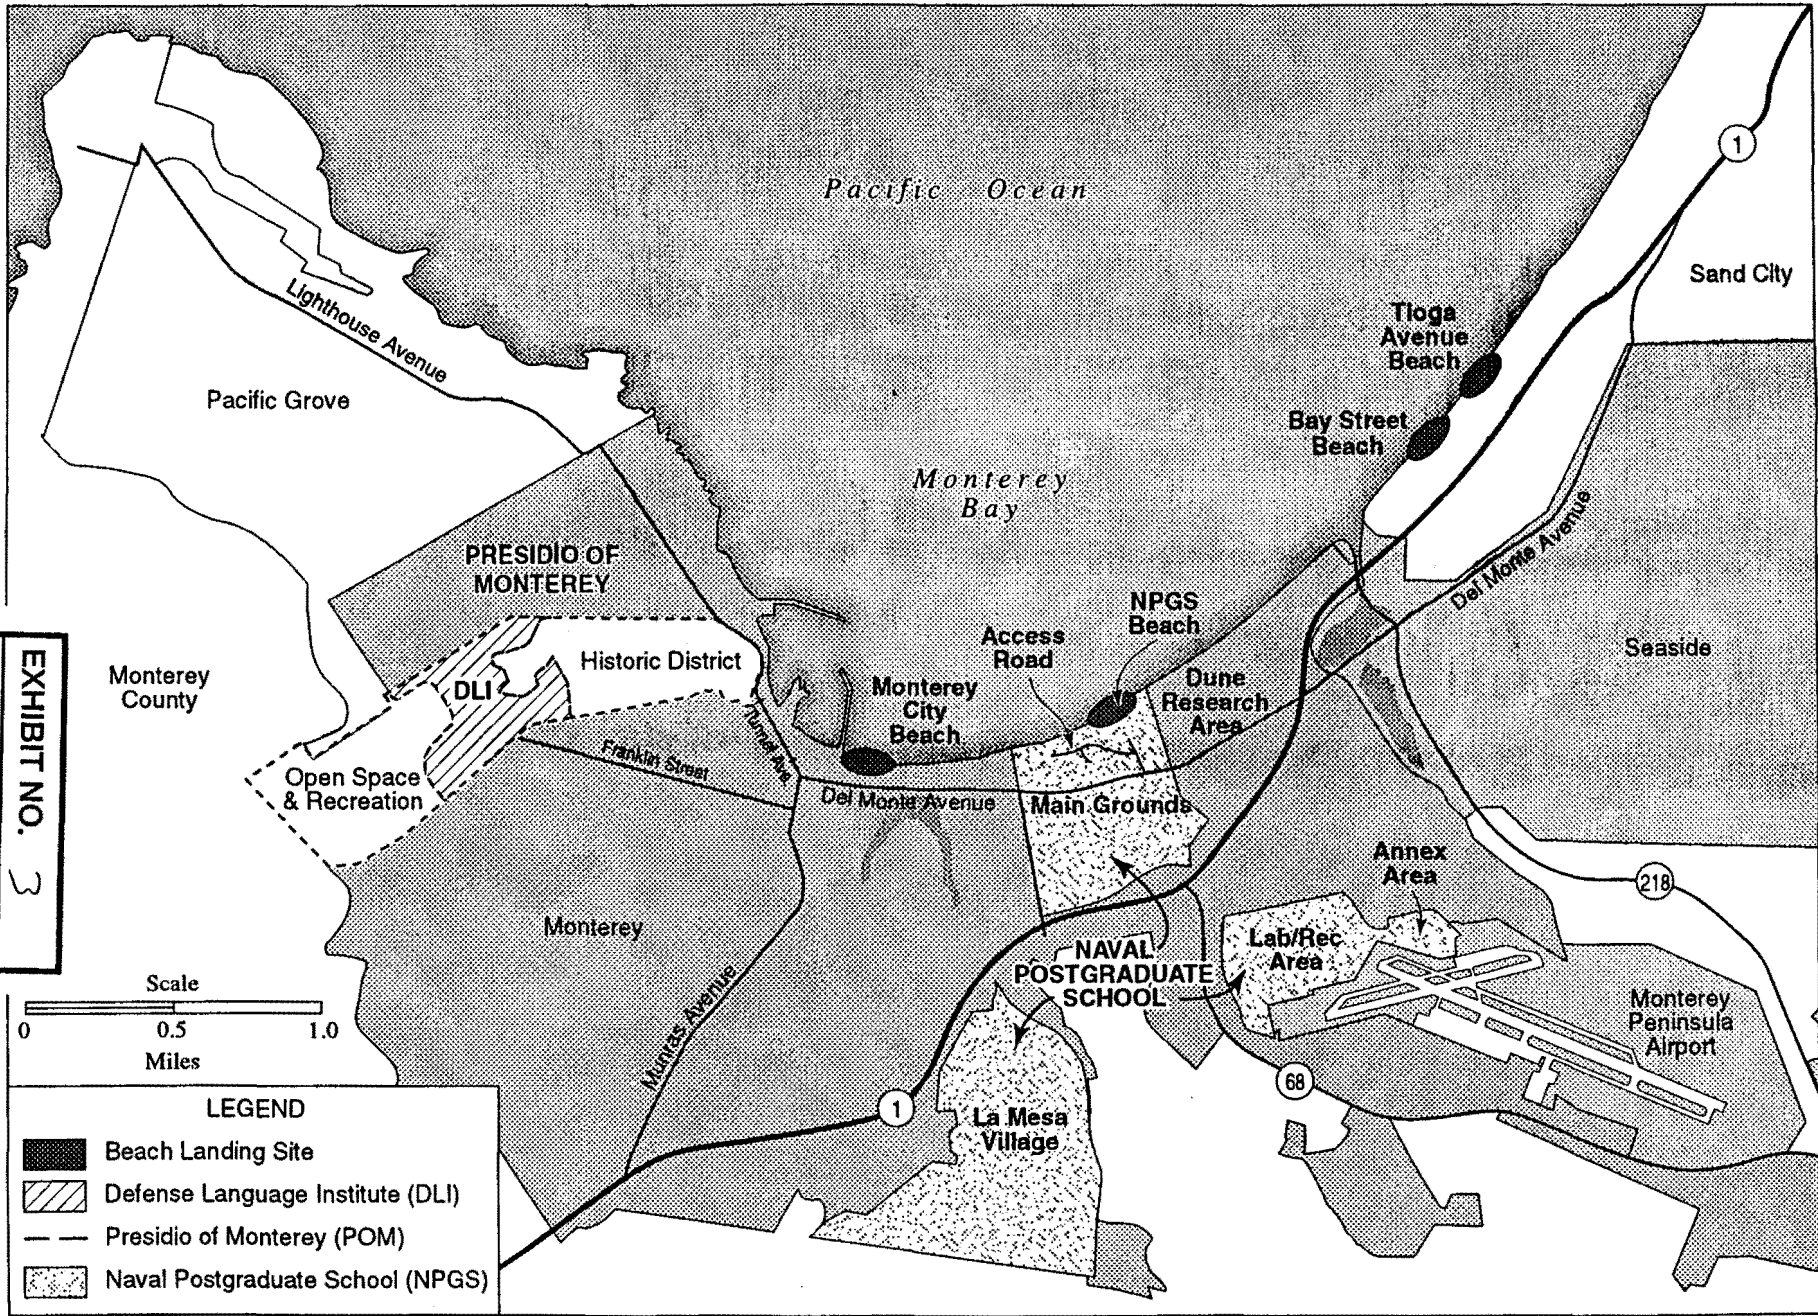 Pacific Ocean
1
Sand City
Tioga
Avenue
Beach
Lighthouse Avenue
Pacific Grove
Bay Street
Beach
Monterey
Bay
Del Monte Avenue
PRESIDIO OF
MONTEREY
NPGS
Beach
Access
Road
Seaside
Historic District
Monterey
County
DLI
Monterey
City
Beach
Dune
Research
Area
EXHIBIT NO. 3
Tunnel Ave.
Franklin Street
Open Space
& Recreation
Del Monte Avenue
Main Grounds
Annex
Area
218
Monterey
Lab/Rec
Area
NAVAL
POSTGRADUATE
SCHOOL
Scale
0 0.5 1.0
Miles
Munras Avenue
Monterey
Peninsula
Airport
68
1
La Mesa
Village
LEGEND
Beach Landing Site
Defense Language Institute (DLI)
Presidio of Monterey (POM)
Naval Postgraduate School (NPGS)